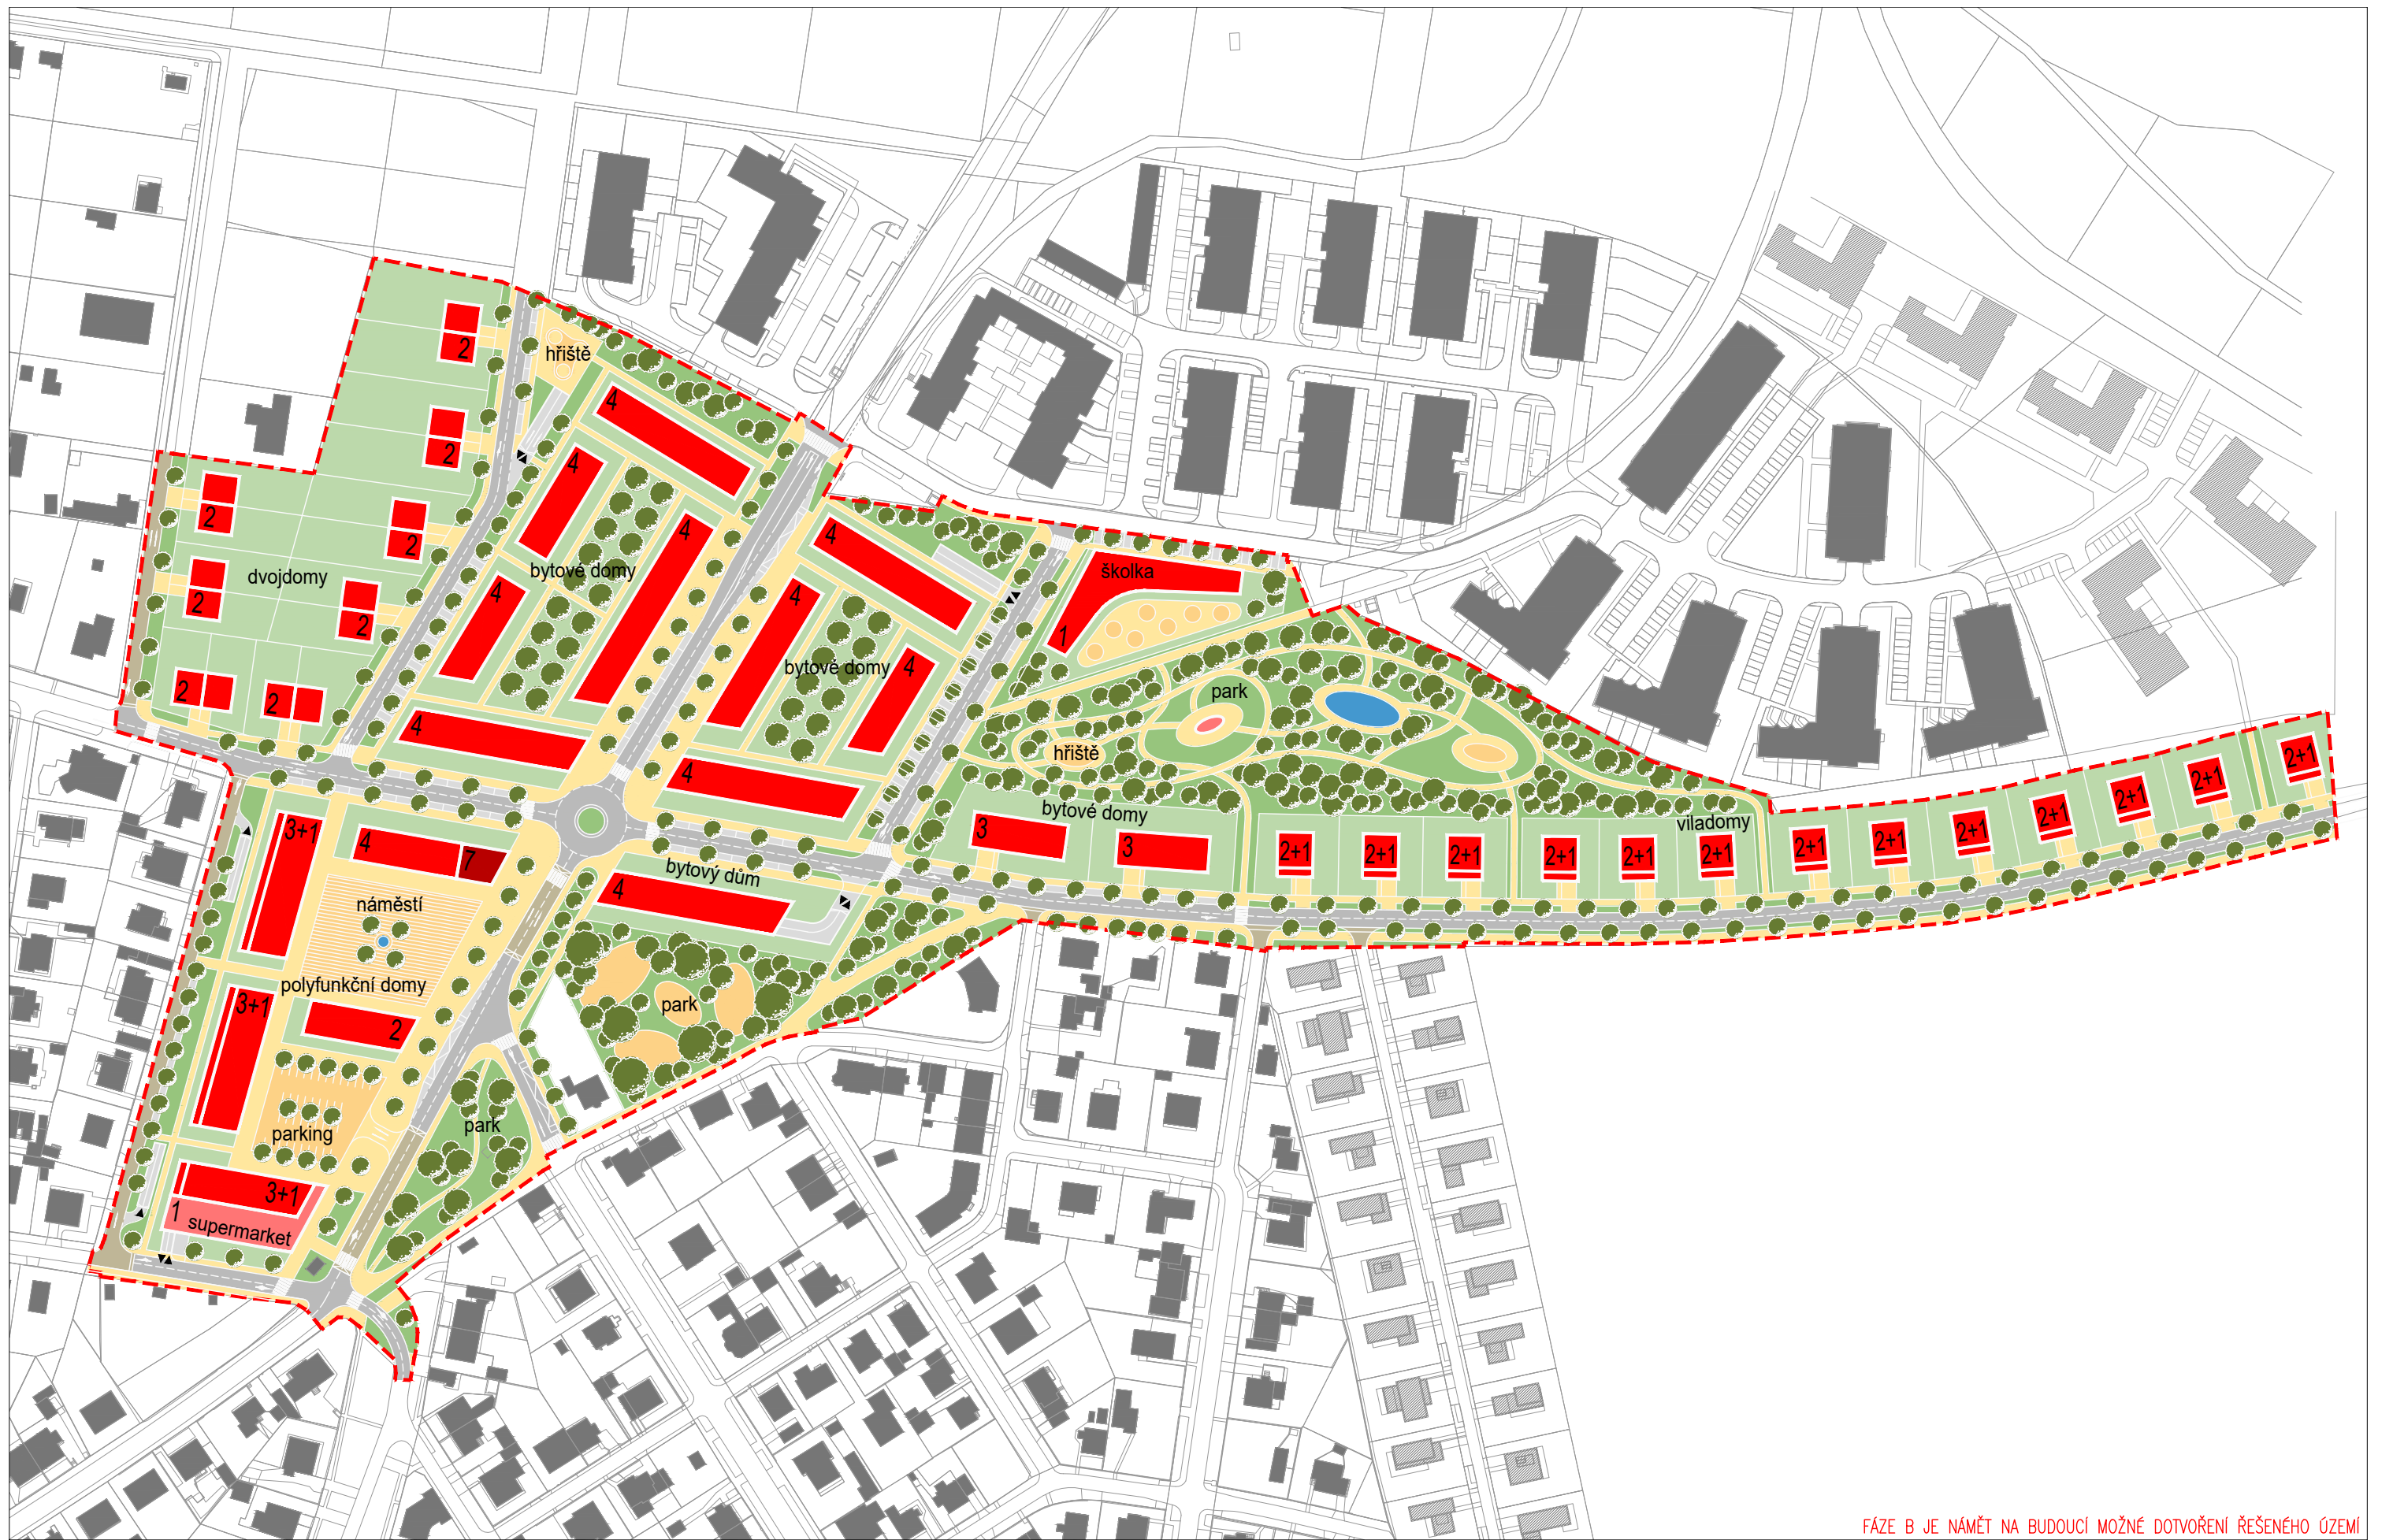 2
hřiště
4
2
4
2
2
4
4
2
dvojdomy
bytové domy
školka
2
4
4
2
1
bytové domy
4
park
2
2
4
hřiště
4
2+1
2+1
2+1
2+1
bytové domy
viladomy
3+1
4
7
3
3
2+1
2+1
2+1
2+1
2+1
2+1
2+1
2+1
2+1
bytový dům
4
náměstí
polyfunkční domy
3+1
2
park
parking
park
3+1
1
supermarket
FÁZE B JE NÁMĚT NA BUDOUCÍ MOŽNÉ DOTVOŘENÍ ŘEŠENÉHO ÚZEMÍ